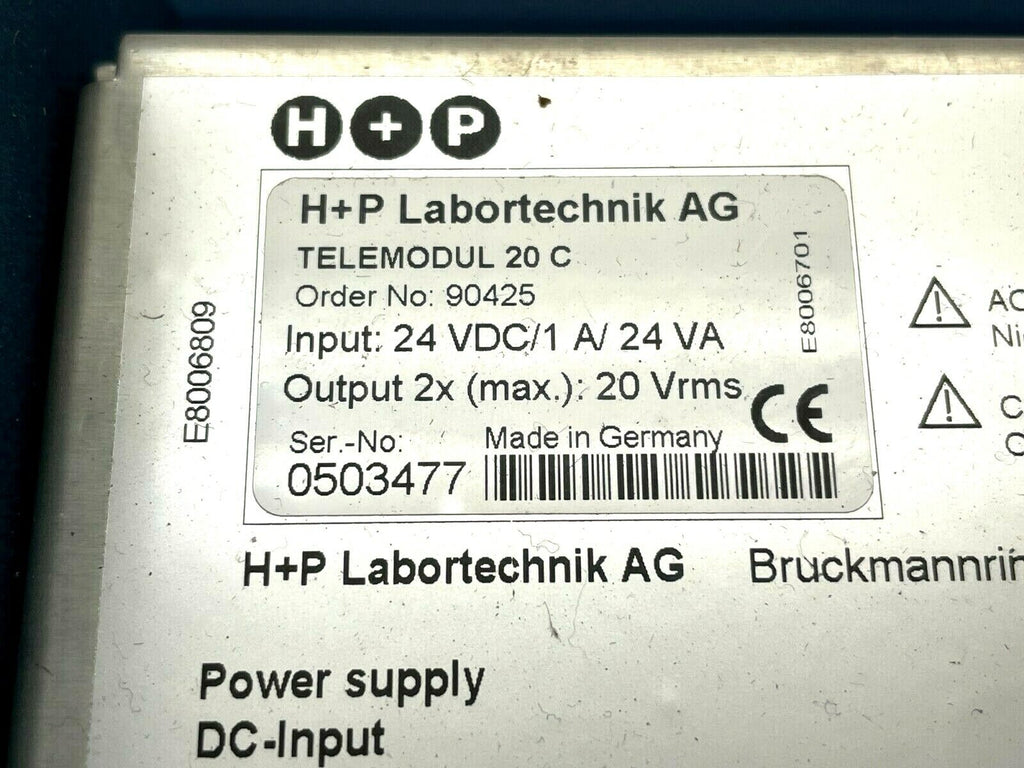 H+P
H+P Labortechnik AG
TELEMODUL 20 C
Order No: 90425
Input: 24 VDC/1 A/ 24 VA
Output 2x (max.): 20 Vrms
CE
Ser.-No:
Made in Germany
0503477
E8006701
E8006809
H+P Labortechnik AG Bruckmannrin
Power supply
DC-Input